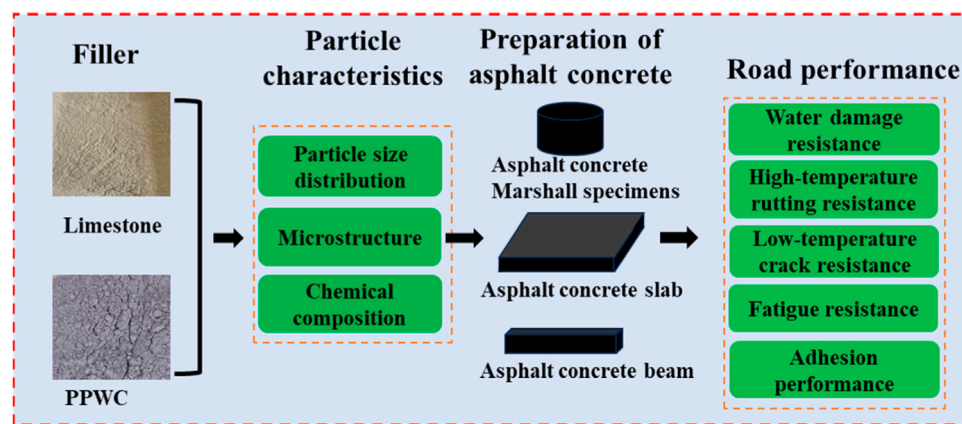 Filler
Limestone
PPWC
Particle
characteristics
Particle size
distribution
Microstructure
Chemical
composition
Preparation of
asphalt concrete
Asphalt concrete
Marshall specimens
Asphalt concrete slab
Asphalt concrete beam
Road performance
Water damage
resistance
High-temperature
rutting resistance
Low-temperature
crack resistance
Fatigue resistance
Adhesion
performance